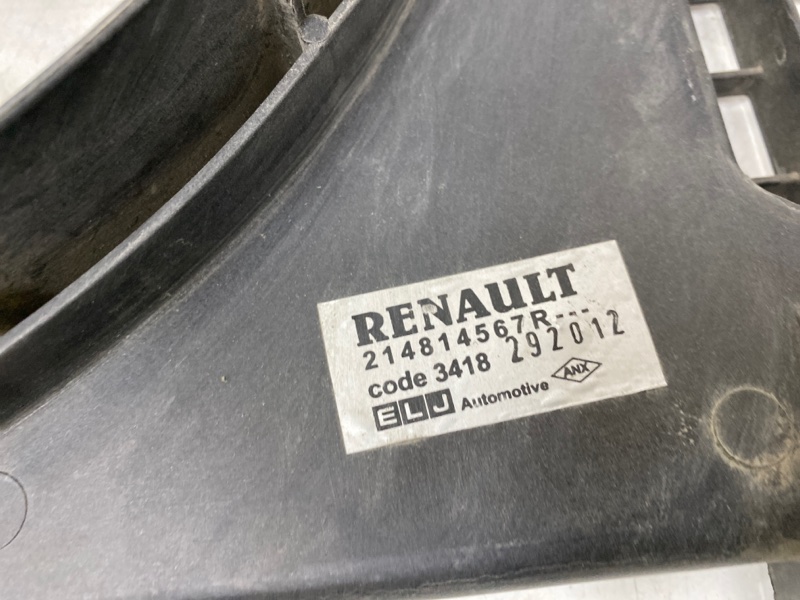 RENAULT
214814567R---
code 3418 292012
ELJ Automotive ANX